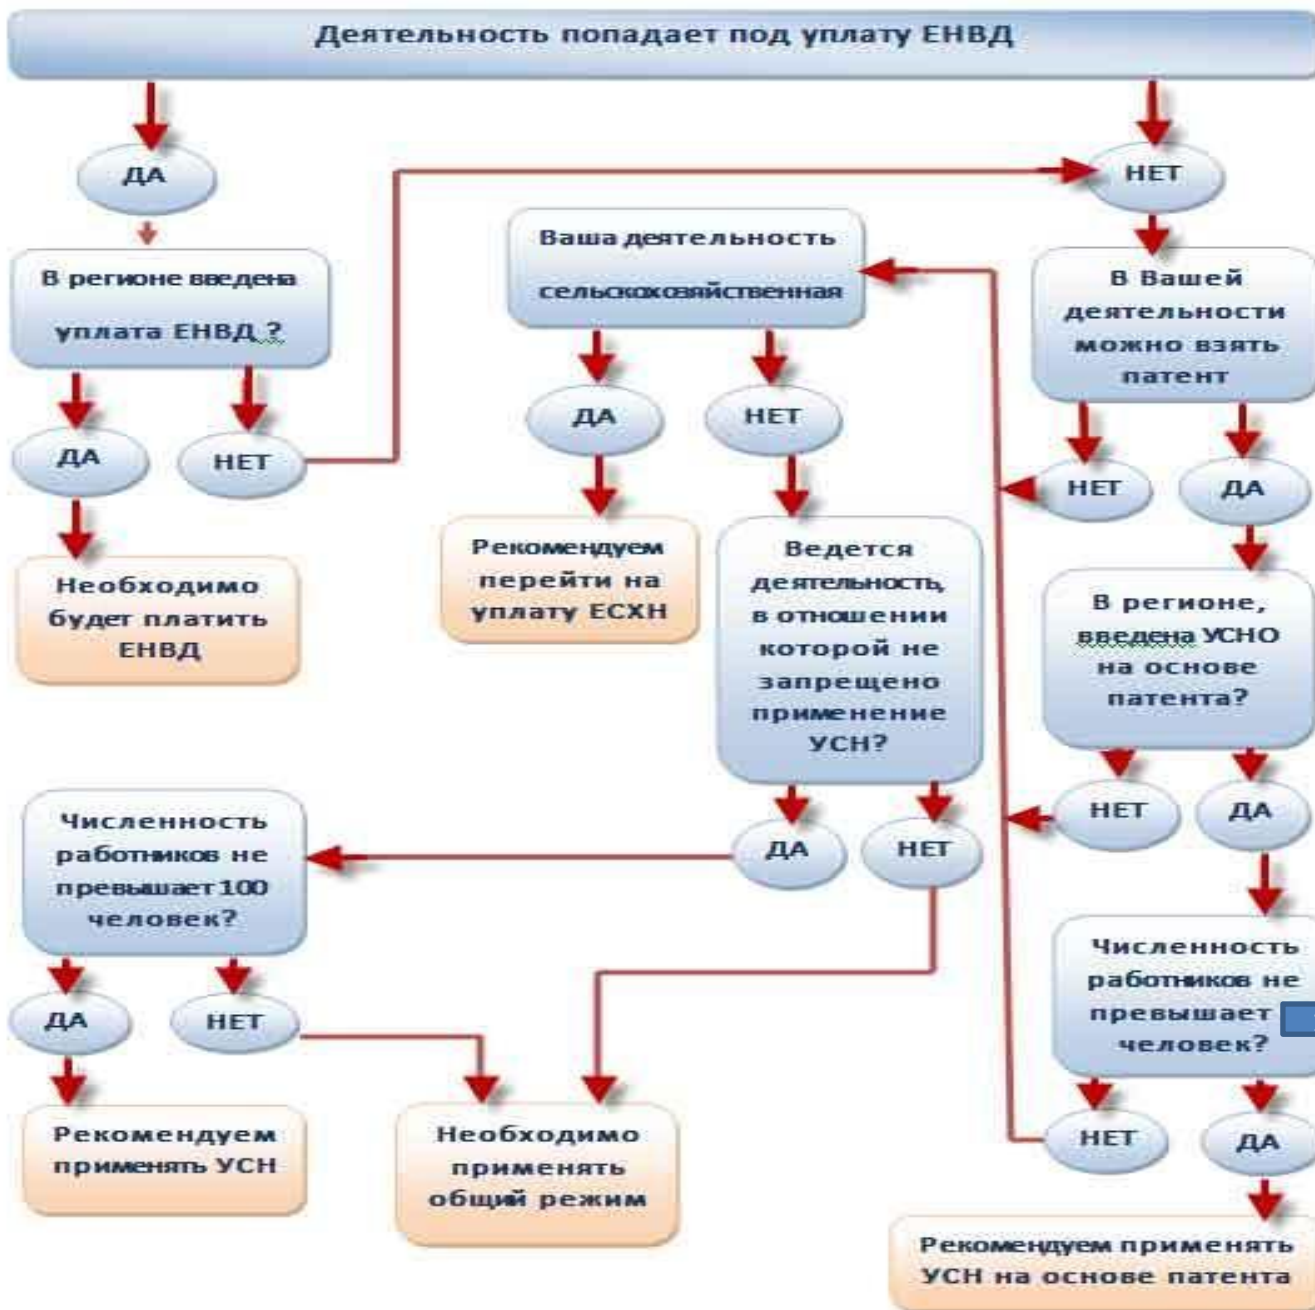 Деятельность попадает под уплату ЕНВД
ДА
НЕТ
В регионе введена
уплата ЕНВД ?
ДА
НЕТ
Необходимо
будет платить
ЕНВД
Ваша деятельность
сельскохозяйственная
ДА
НЕТ
Рекомендуем
перейти на
уплату ЕСХН
Ведется
деятельность,
в отношении
которой не
запрещено
применение
УСН?
ДА
НЕТ
В Вашей
деятельности
можно взять
патент
НЕТ
ДА
В регионе,
введена УСНО
на основе
патента?
НЕТ
ДА
Численность
работников не
превышает
человек?
НЕТ
ДА
Рекомендуем применять
УСН на основе патента
Численность
работников не
превышает 100
человек?
ДА
НЕТ
Рекомендуем
применять УСН
Необходимо
применять
общий режим